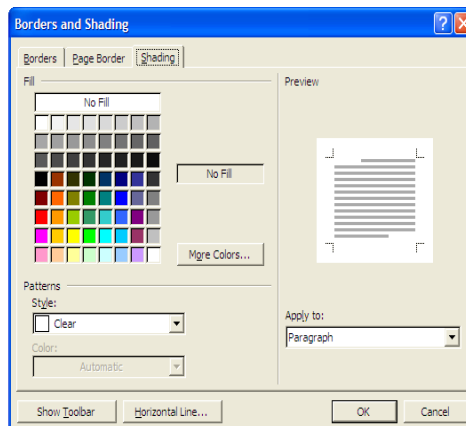 Borders and Shading
Borders Page Border Shading
Fill
No Fill
No Fill
More Colors...
Patterns
Style:
Clear
Color:
Automatic
Preview
Apply to:
Paragraph
Show Toolbar Horizontal Line... OK Cancel